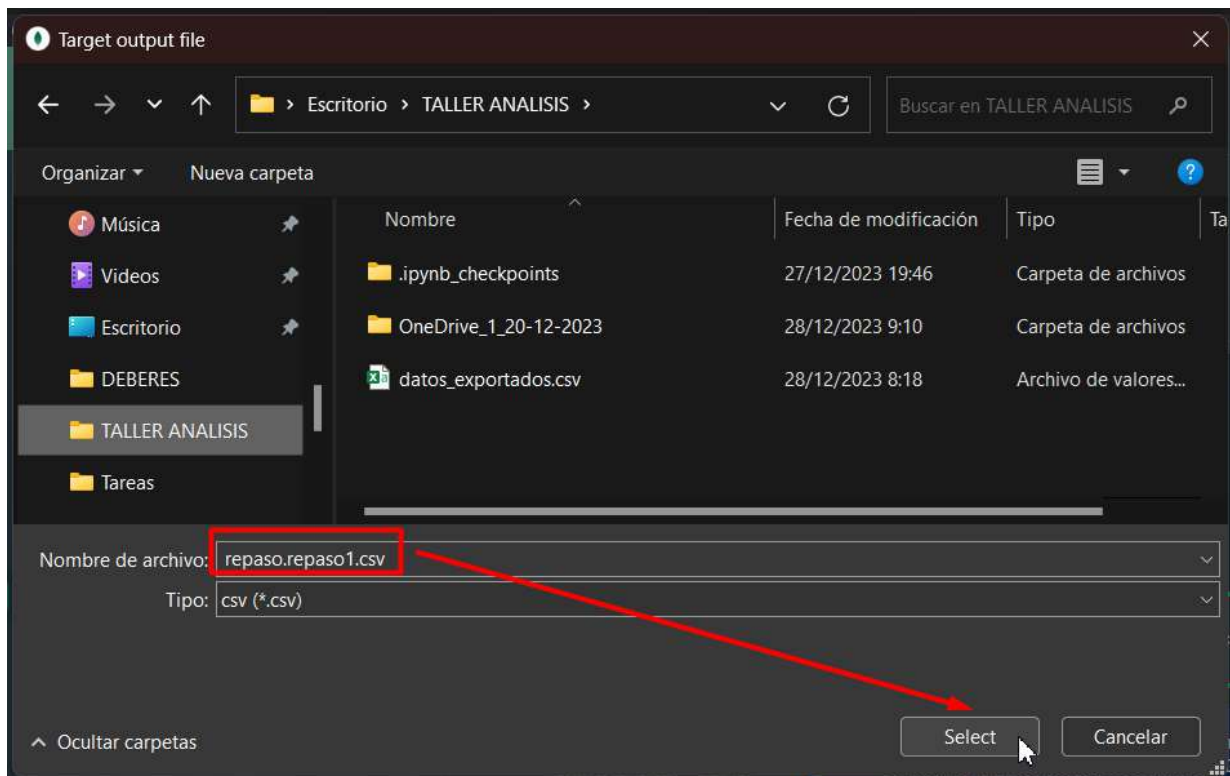 Target output file
Escritorio > TALLER ANALISIS >
Buscar en TALLER ANALISIS
Organizar
Nueva carpeta
Nombre
Fecha de modificación
Tipo
Ta
Música
Videos
Escritorio
DEBERES
TALLER ANALISIS
Tareas
.ipynb_checkpoints
27/12/2023 19:46
Carpeta de archivos
OneDrive_1_20-12-2023
28/12/2023 9:10
Carpeta de archivos
datos_exportados.csv
28/12/2023 8:18
Archivo de valores...
Nombre de archivo: repaso.repaso1.csv
Tipo: csv (*.csv)
Ocultar carpetas
Select
Cancelar